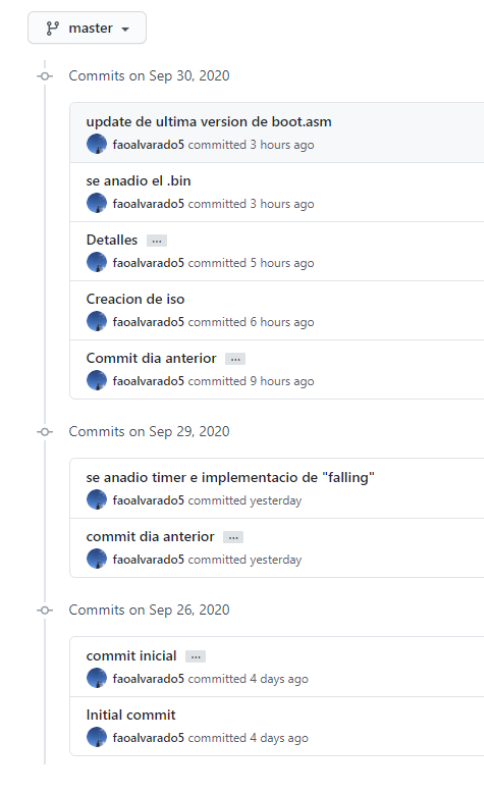 master
Commits on Sep 30, 2020
update de ultima version de boot.asm
faoalvarado5 committed 3 hours ago
se anadio el .bin
faoalvarado5 committed 3 hours ago
Detalles ...
faoalvarado5 committed 5 hours ago
Creacion de iso
faoalvarado5 committed 6 hours ago
Commit dia anterior ...
faoalvarado5 committed 9 hours ago
Commits on Sep 29, 2020
se anadio timer e implementacio de "falling"
faoalvarado5 committed yesterday
commit dia anterior ...
faoalvarado5 committed yesterday
Commits on Sep 26, 2020
commit inicial ...
faoalvarado5 committed 4 days ago
Initial commit
faoalvarado5 committed 4 days ago